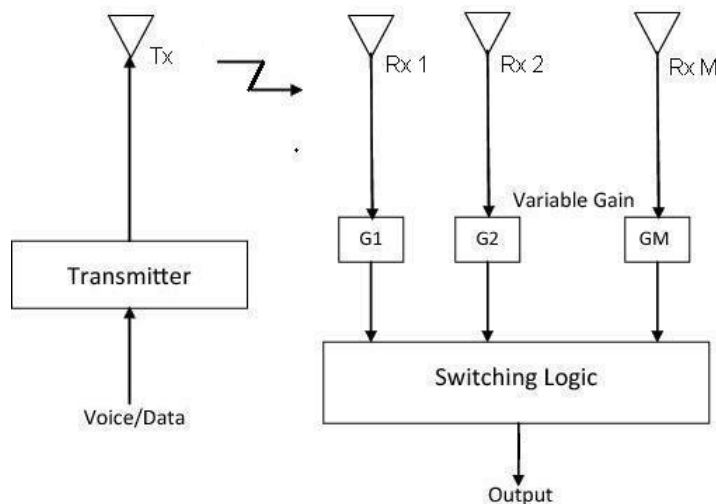 Tx
Rx 1
Rx 2
Rx M
Variable Gain
G1
G2
GM
Transmitter
Switching Logic
Voice/Data
Output